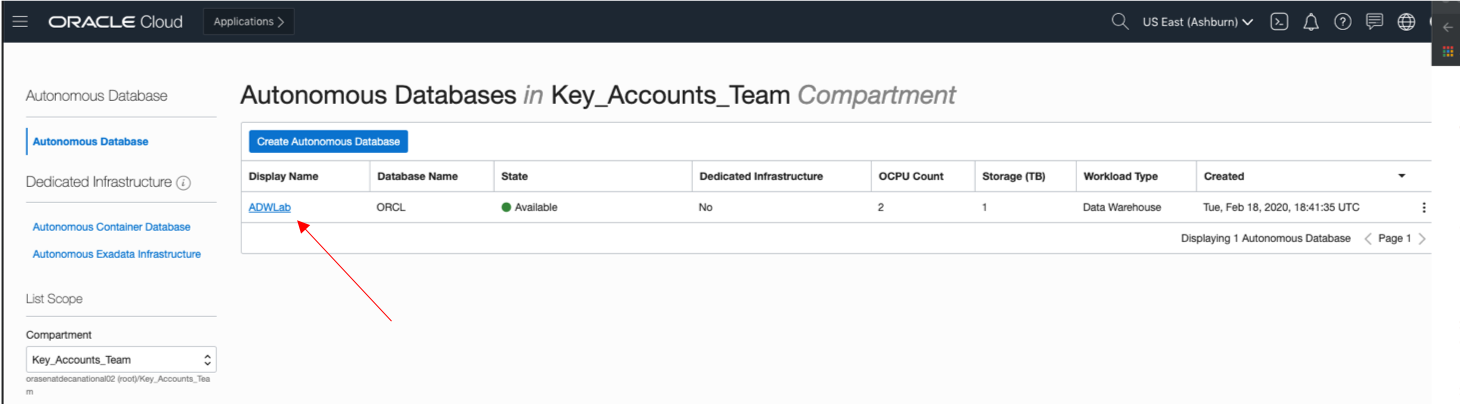 ORACLE Cloud Applications > US East (Ashburn)
Autonomous Database
Autonomous Databases in Key_Accounts_Team Compartment
Autonomous Database
Create Autonomous Database
Dedicated Infrastructure
Display Name Database Name State Dedicated Infrastructure OCPU Count Storage (TB) Workload Type Created
ADWLab ORCL Available No 2 1 Data Warehouse Tue, Feb 18, 2020, 18:41:35 UTC
Displaying 1 Autonomous Database < Page 1 >
Autonomous Container Database
Autonomous Exadata Infrastructure
List Scope
Compartment
Key_Accounts_Team
orasenatdecanational02 (root)/Key_Accounts_Tea
m